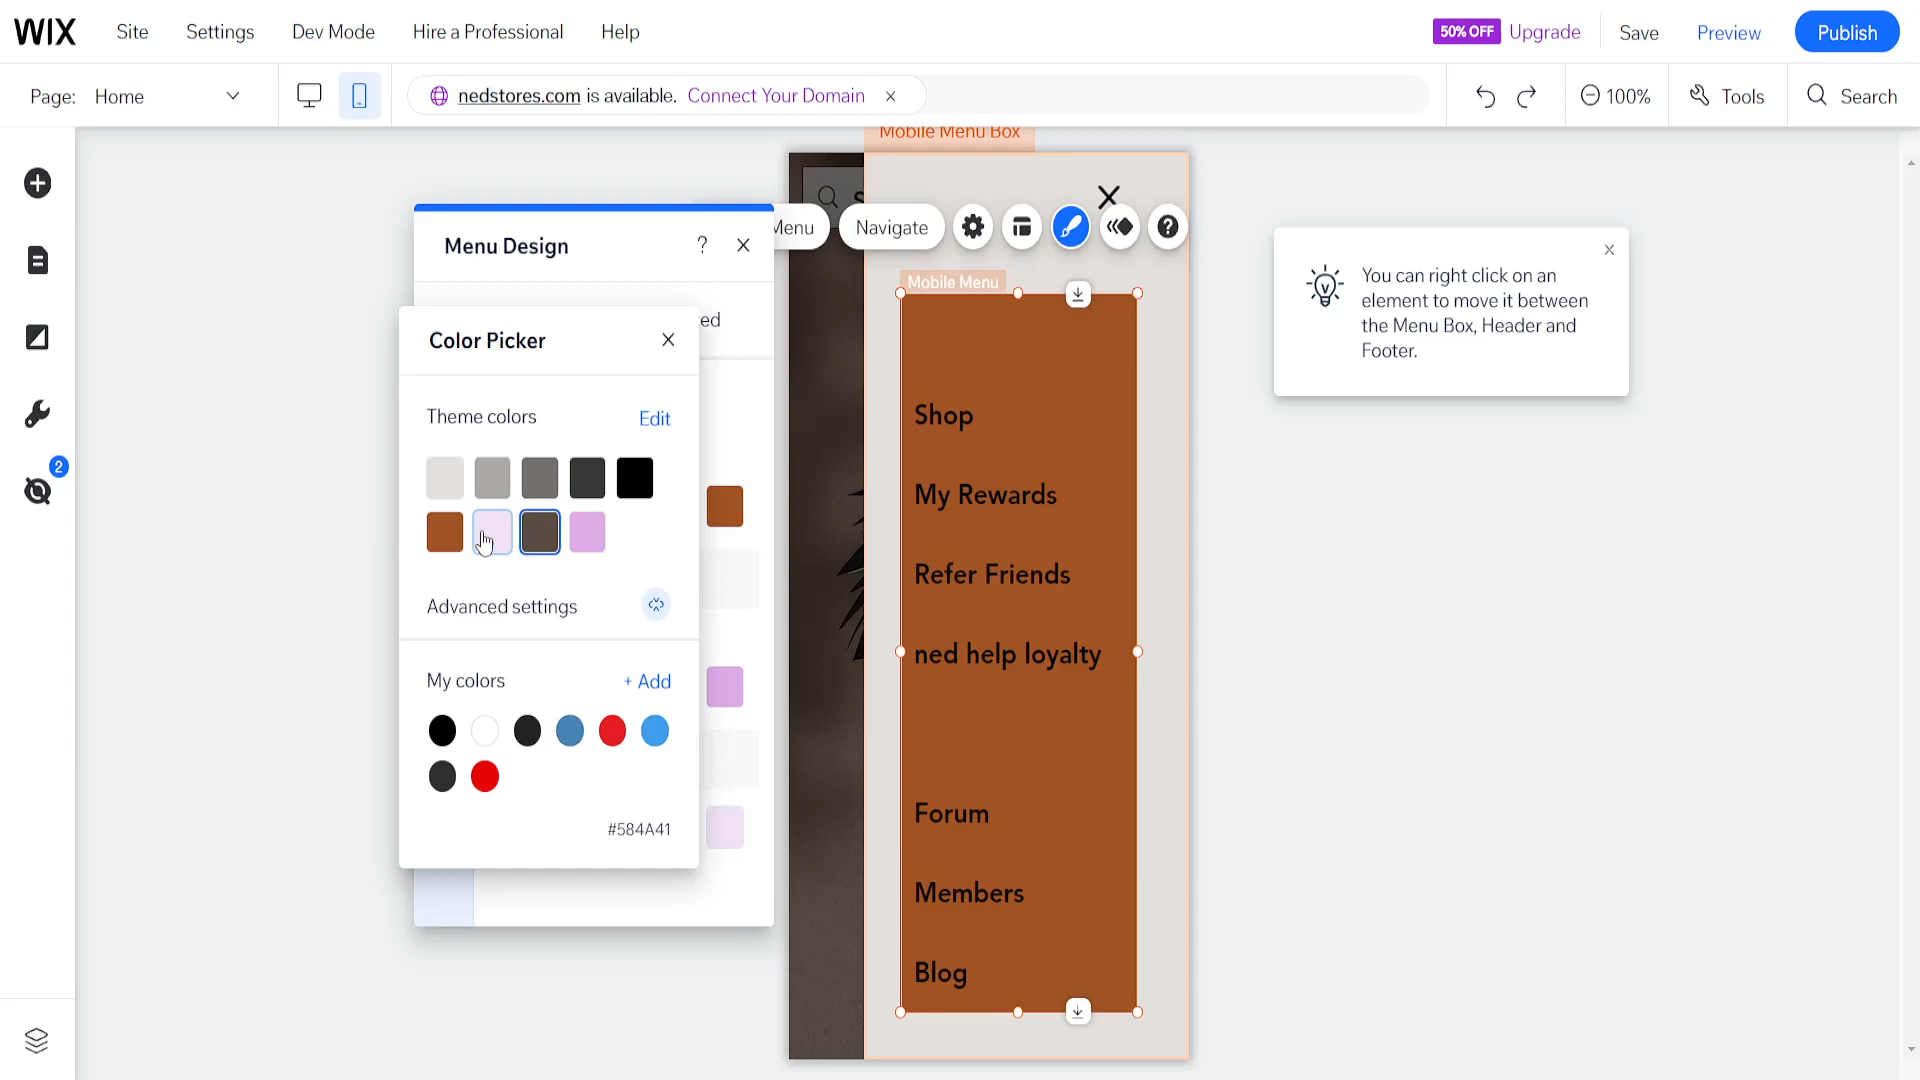 WIX
Site
Settings
Dev Mode
Hire a Professional
Help
50% OFF
Upgrade
Save
Preview
Publish
Page: Home
nedstores.com is available. Connect Your Domain
100%
Tools
Search
Mobile Menu Box
2
Menu Design
?
Menu
Navigate
?
Mobile Menu
You can right click on an
element to move it between
the Menu Box, Header and
Footer.
Color Picker
Theme colors
Edit
Advanced settings
My colors
+ Add
#584A41
Shop
My Rewards
Refer Friends
ned help loyalty
Forum
Members
Blog